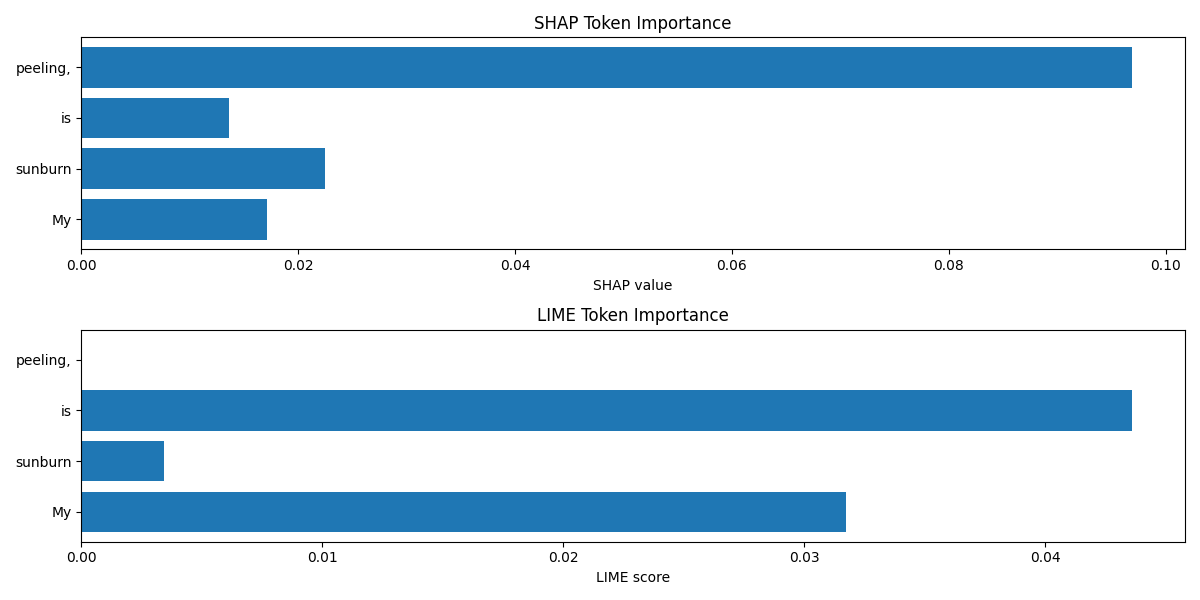 SHAP Token Importance
peeling,
is
sunburn
My
0.00 0.02 0.04 0.06 0.08 0.10
SHAP value
LIME Token Importance
peeling,
is
sunburn
My
0.00 0.01 0.02 0.03 0.04
LIME score